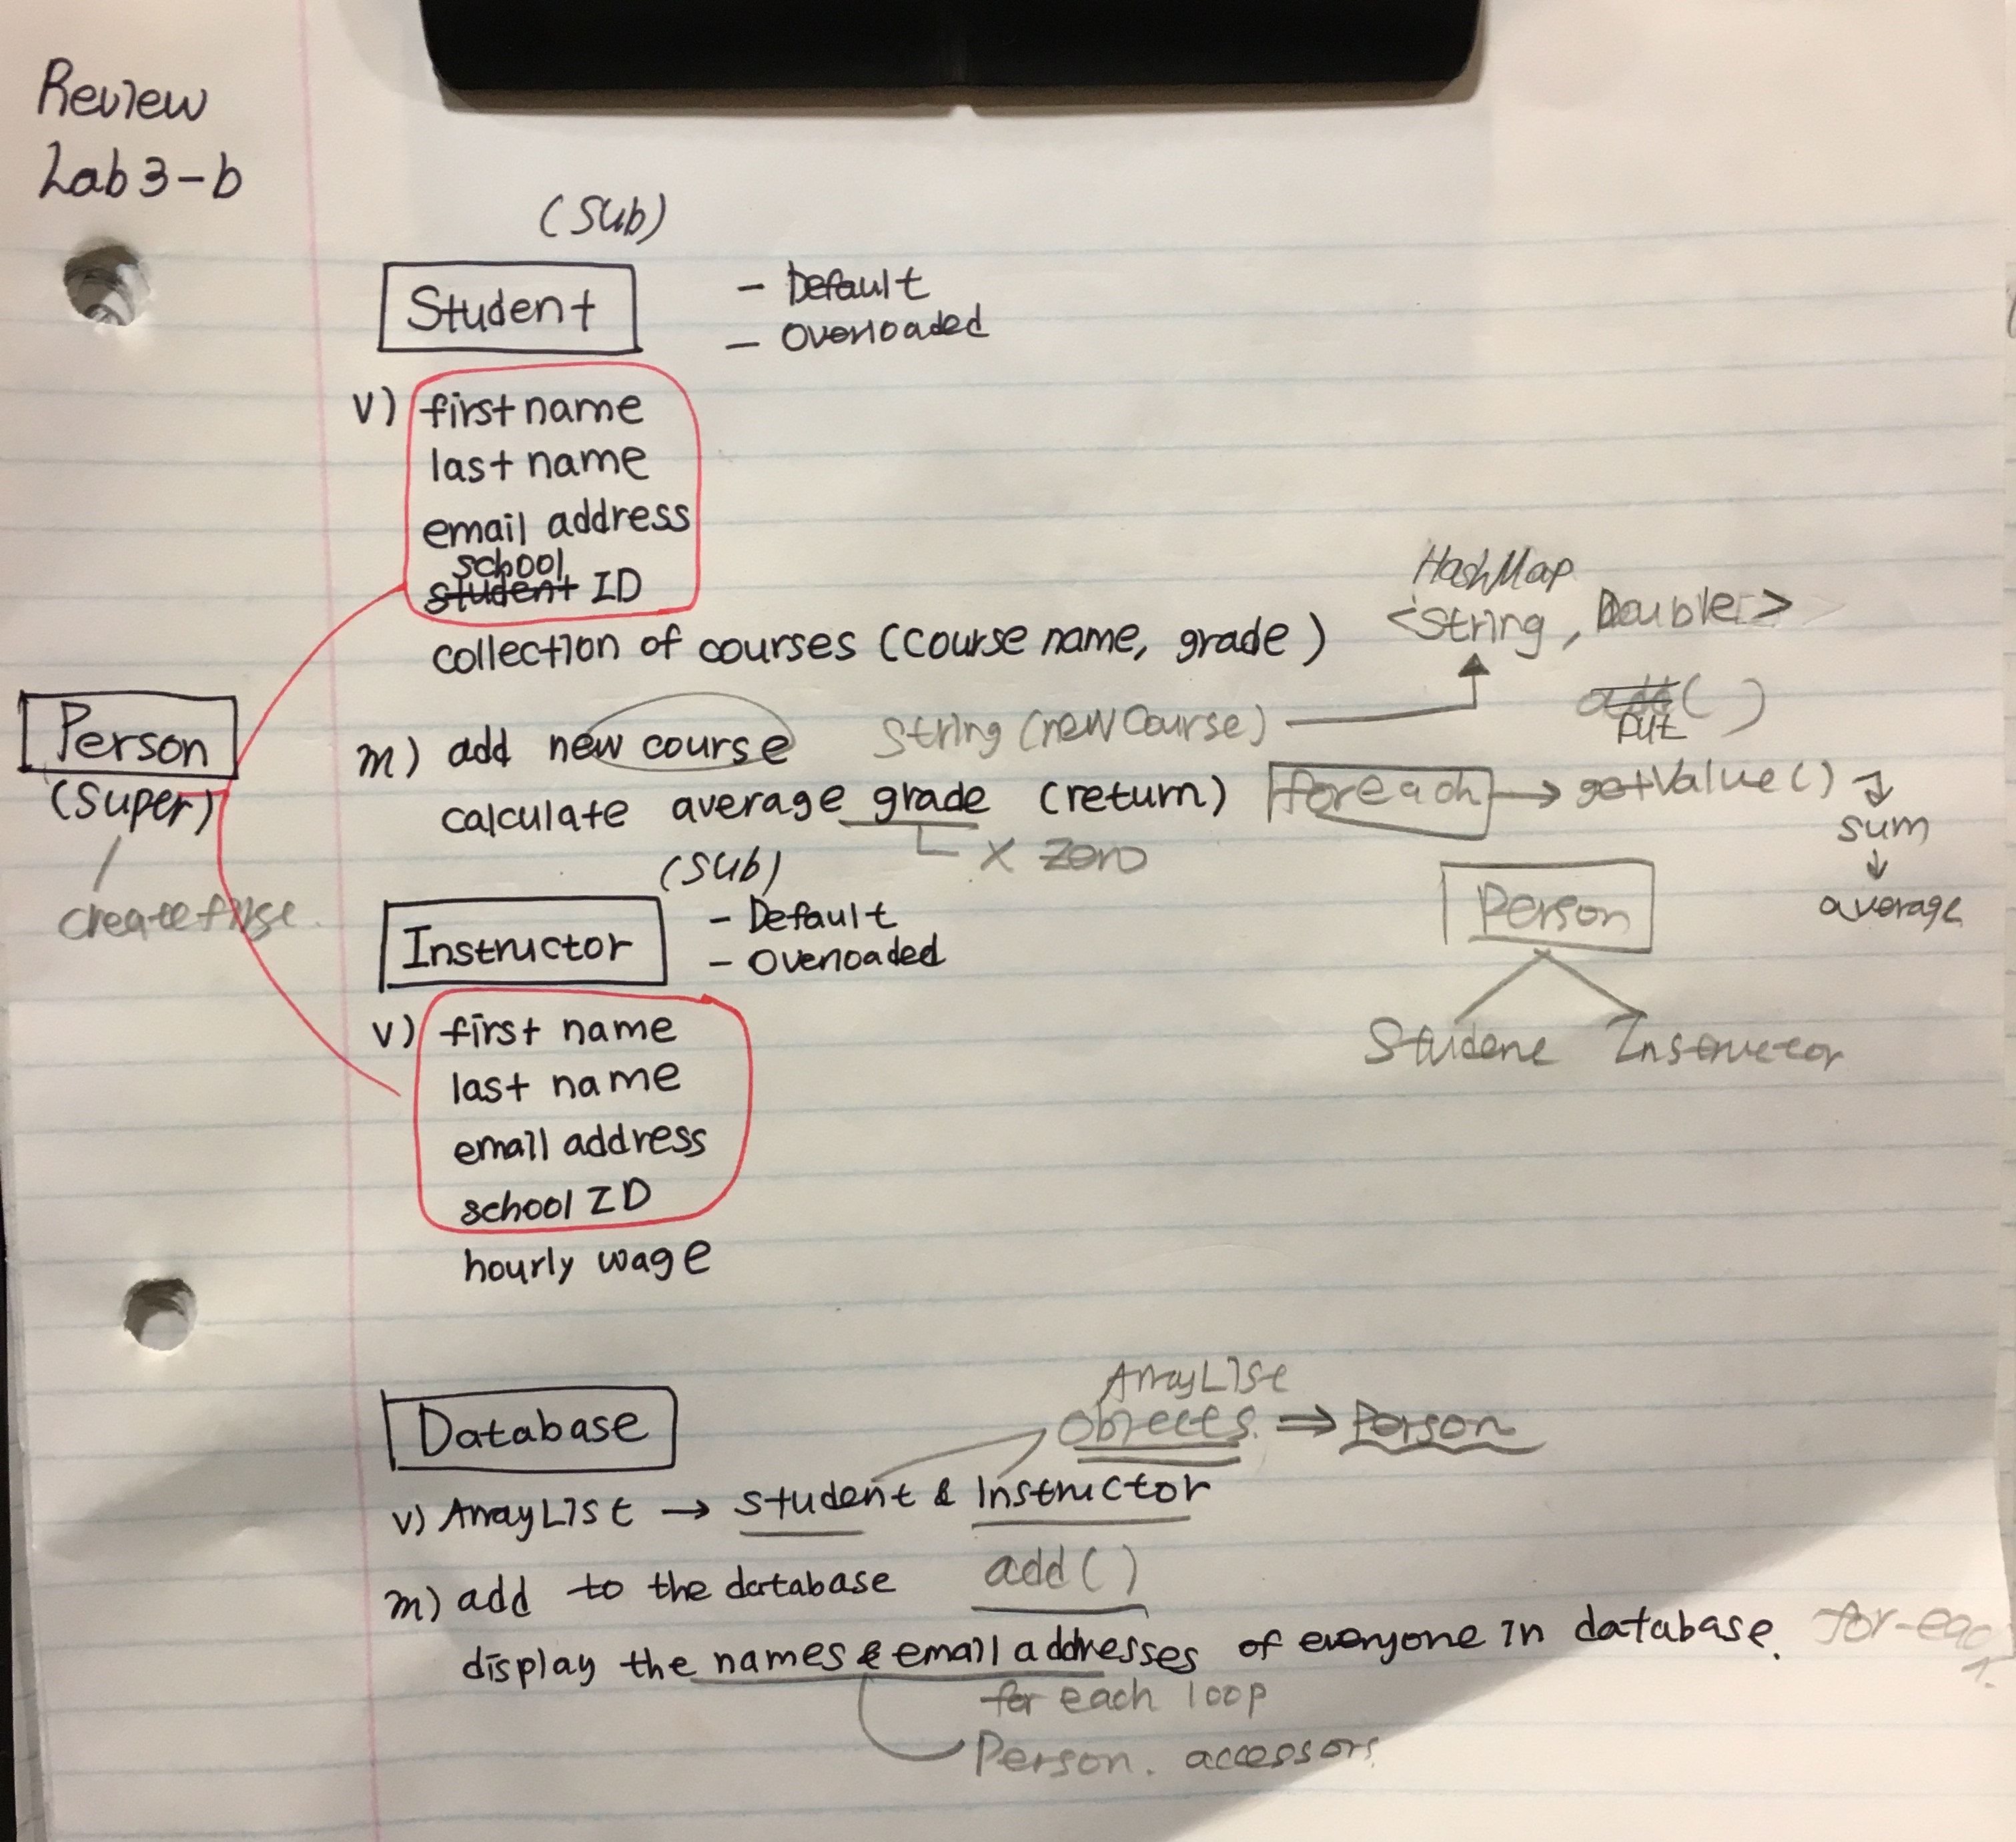 Review
Lab 3-b
(Sub)
Student
- Default
- Overloaded
v) first name
last name
email address
school
student ID
collection of courses (course name, grade)
HashMap
<String, Double>
Person
(super)
create first
m) add new course String (new Course)
add( )
put
calculate average grade (return) foreach → getValue()
sum
average
x zero
(sub)
Instructor
- Default
- Overloaded
Person
Student Instructor
v) first name
last name
email address
school ID
hourly wage
Database
ArrayList
objects ⇒ Person
v) ArrayList → student & Instructor
m) add to the database add( )
display the names & email addresses of everyone in database. for-each
for each loop
Person. accessors